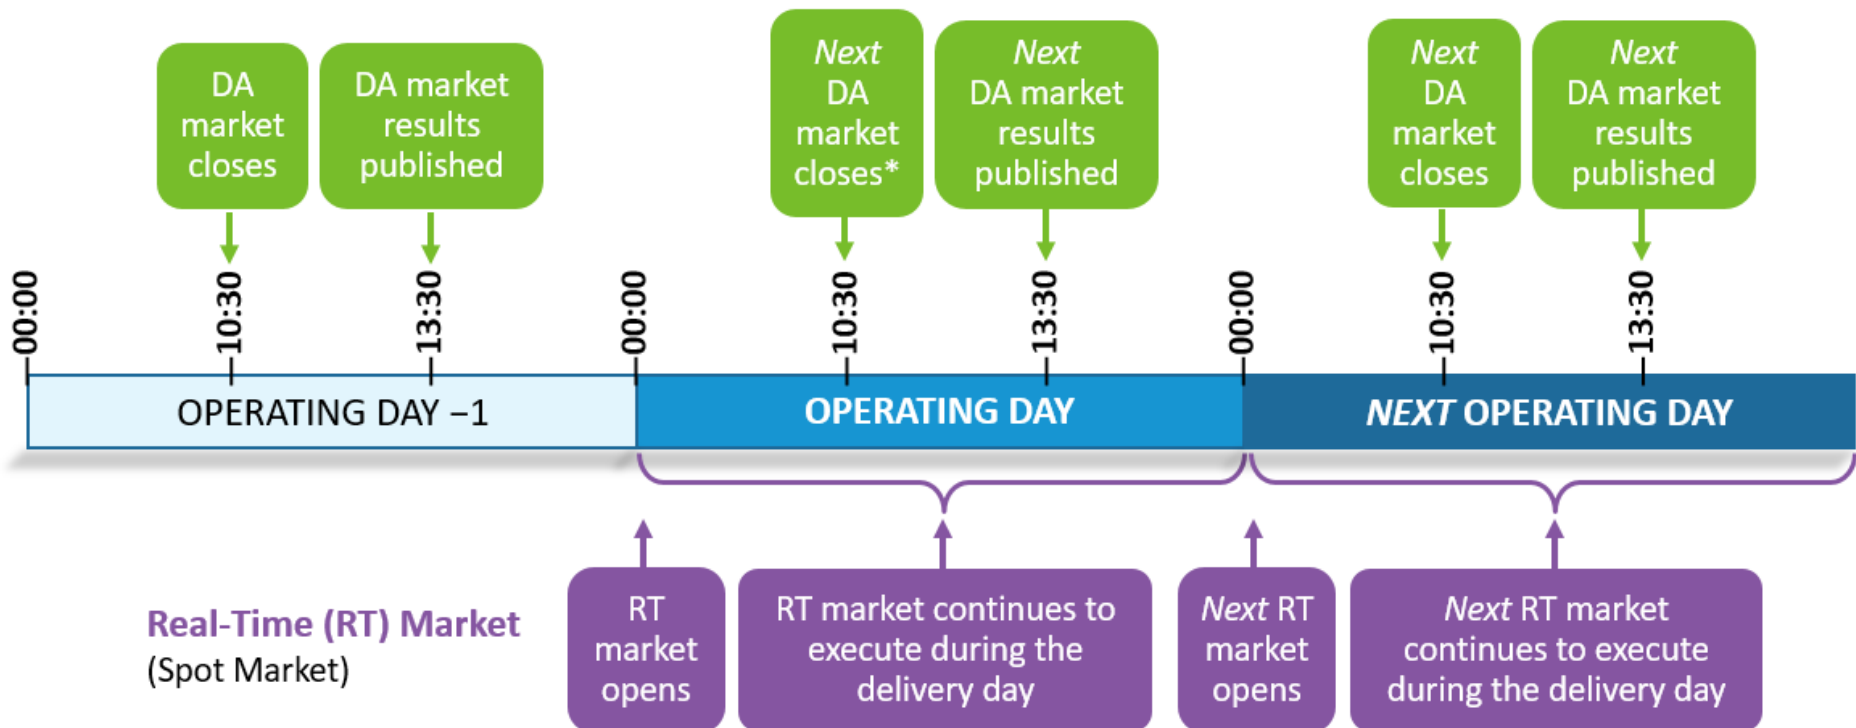 DA
market
closes
DA market
results
published
Next
DA
market
closes*
Next
DA market
results
published
Next
DA
market
closes
Next
DA market
results
published
00:00
10:30
13:30
00:00
10:30
13:30
00:00
10:30
13:30
OPERATING DAY −1
OPERATING DAY
NEXT OPERATING DAY
Real-Time (RT) Market
(Spot Market)
RT
market
opens
RT market continues to
execute during the
delivery day
Next RT
market
opens
Next RT market
continues to execute
during the delivery day